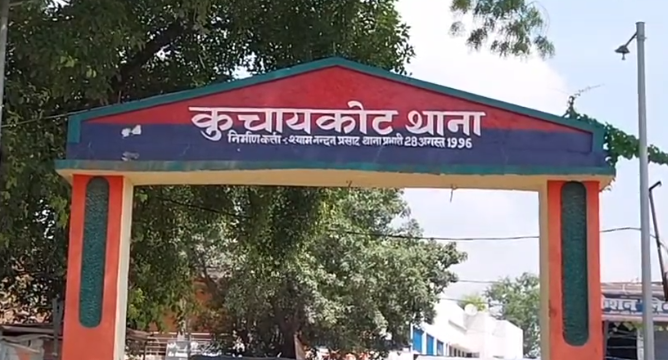 कुचायकोट थाना
निर्माण कर्ता : श्याम नन्दन प्रसाद थाना प्रभारी 28 अगस्त 1996